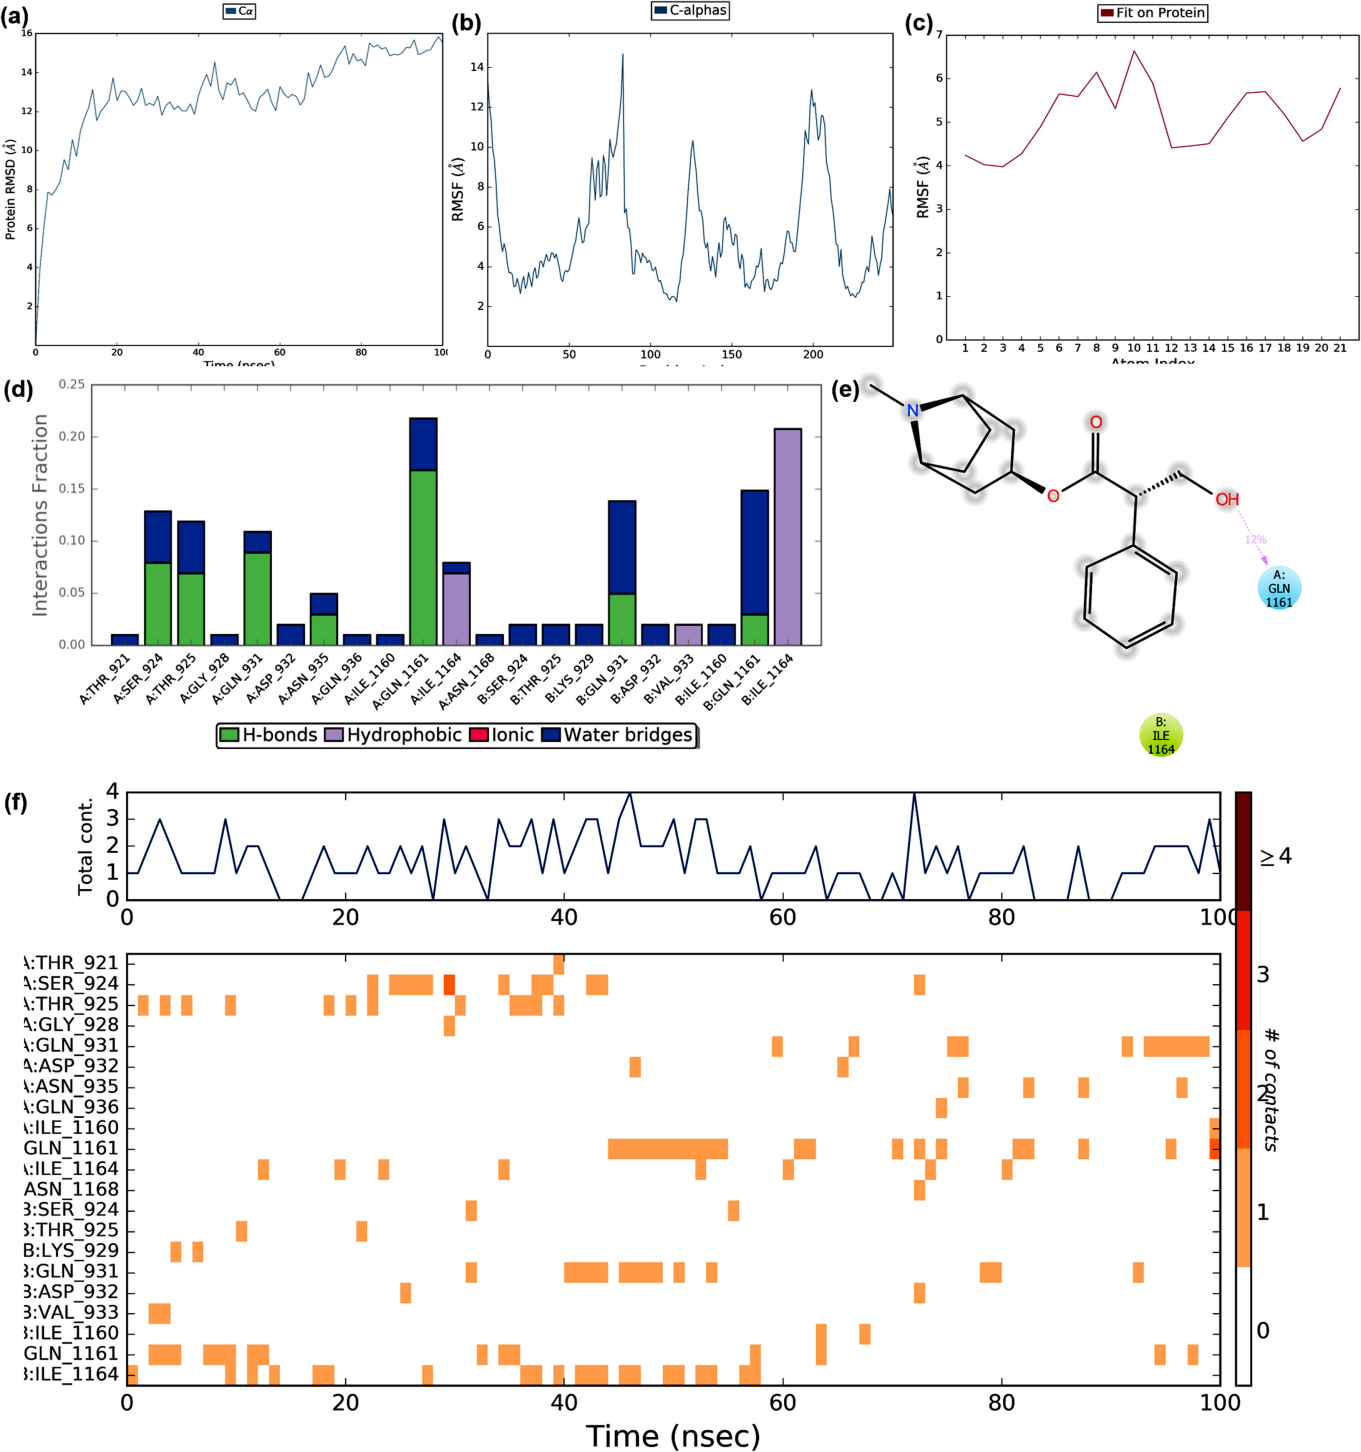 (a)
Cα
16
14
12
10
8
6
4
2
0
20
40
60
80
Protein RMSD (Å)
Time (nsec)
(b)
C-alphas
14
12
10
8
6
4
2
0
50
100
150
200
RMSF (Å)
(c)
Fit on Protein
7
6
5
4
3
2
1
0
1 2 3 4 5 6 7 8 9 10 11 12 13 14 15 16 17 18 19 20 21
RMSF (Å)
Atom Index
(d)
0.25
0.20
0.15
0.10
0.05
0.00
Interactions Fraction
A:THR_921
A:SER_924
A:THR_925
A:GLY_928
A:GLN_931
A:ASP_932
A:ASN_935
A:GLN_936
A:ILE_1160
A:GLN_1161
A:ILE_1164
A:ASN_1168
B:SER_924
B:THR_925
B:LYS_929
B:GLN_931
B:ASP_932
B:VAL_933
B:ILE_1160
B:GLN_1161
B:ILE_1164
H-bonds Hydrophobic Ionic Water bridges
(e)
N
O
O
OH
12%
A:
GLN
1161
B:
ILE
1164
(f)
Total cont.
4
3
2
1
0
0 20 40 60 80 100
A:THR_921
A:SER_924
A:THR_925
A:GLY_928
A:GLN_931
A:ASP_932
A:ASN_935
A:GLN_936
A:ILE_1160
GLN_1161
A:ILE_1164
ASN_1168
B:SER_924
B:THR_925
B:LYS_929
B:GLN_931
B:ASP_932
B:VAL_933
B:ILE_1160
GLN_1161
B:ILE_1164
0 20 40 60 80 100
Time (nsec)
≥4
3
2
1
0
# of contacts